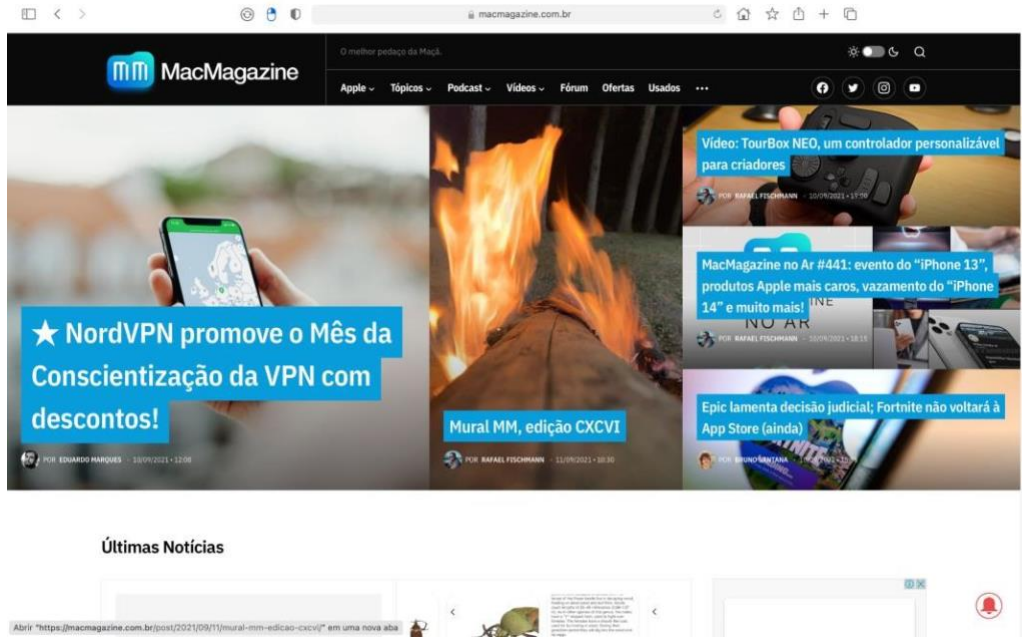 macmagazine.com.br
MacMagazine
O melhor pedaço da Maçã.
Apple
Tópicos
Podcast
Vídeos
Fórum
Ofertas
Usados
★ NordVPN promove o Mês da
Conscientização da VPN com
descontos!
POR EDUARDO MARQUES - 10/09/2021 • 12:00
Mural MM, edição CXCVI
POR RAFAEL FISCHMANN - 11/09/2021 • 10:30
Vídeo: TourBox NEO, um controlador personalizável
para criadores
POR RAFAEL FISCHMANN - 10/09/2021
MacMagazine no Ar #441: evento do “iPhone 13”,
produtos Apple mais caros, vazamento do “iPhone
14” e muito mais!
NO AR
POR RAFAEL FISCHMANN - 10/09/2021 • 18:15
Epic lamenta decisão judicial; Fortnite não voltará à
App Store (ainda)
POR BRUNO SANTANA
Últimas Notícias
Abrir "https://macmagazine.com.br/post/2021/09/11/mural-mm-edicao-cxcvi/" em uma nova aba